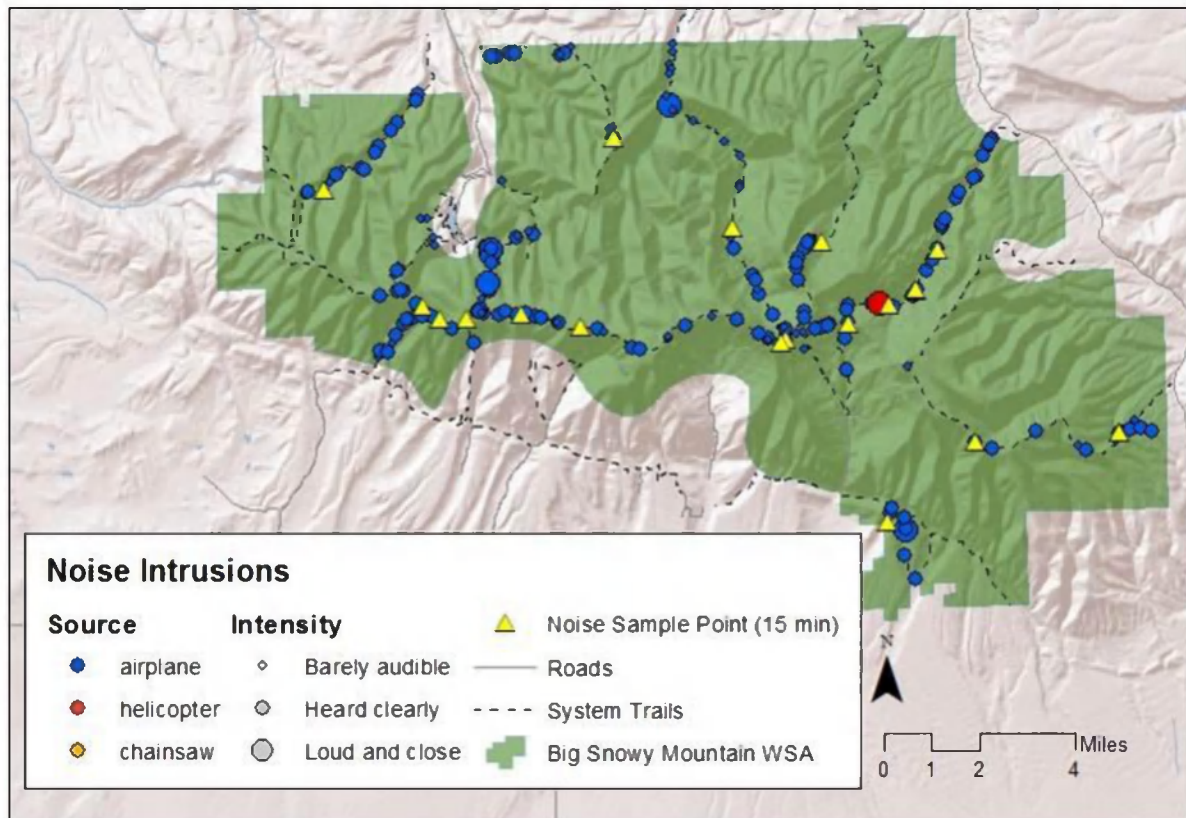 Noise Intrusions
Source Intensity
Noise Sample Point (15 min)
airplane Barely audible Roads
helicopter Heard clearly System Trails
chainsaw Loud and close Big Snowy Mountain WSA
N
Miles
0 1 2 4